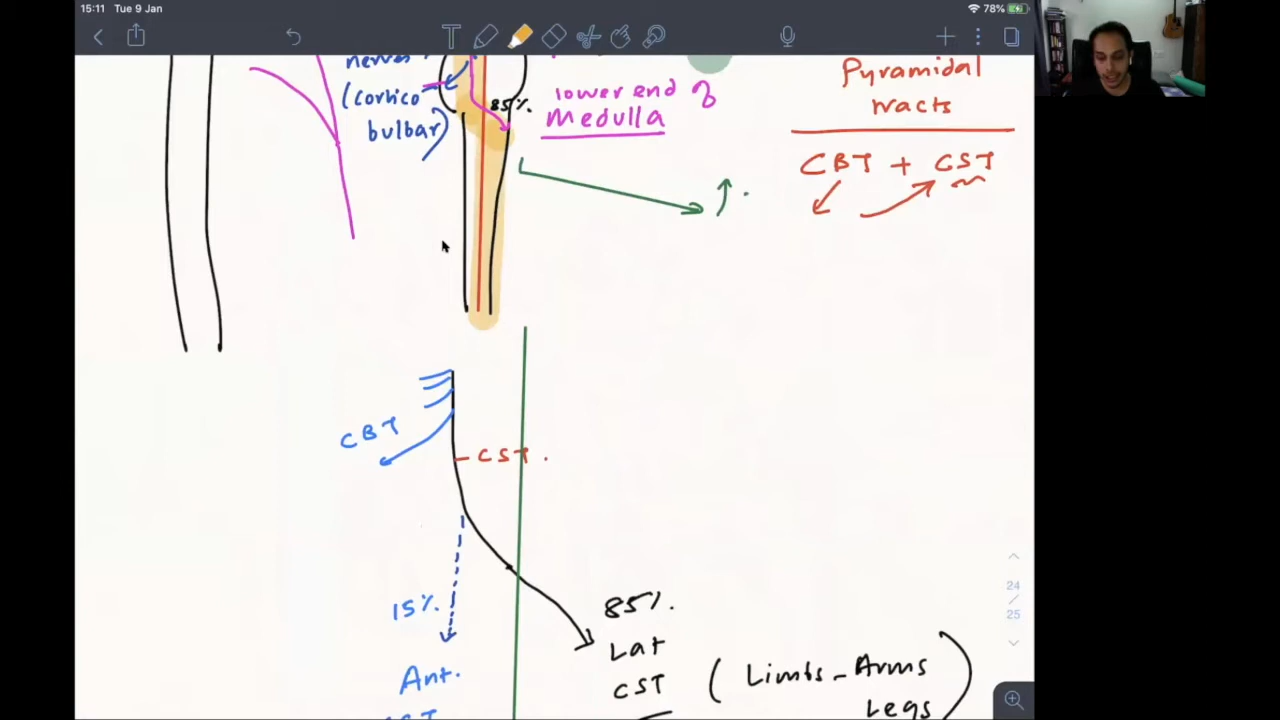 15:11 Tue 9 Jan
78%
nerves
(cortico
bulbar)
85%.
lower end of
Medulla
Pyramidal
tracts
CBT + CST
CBT
CST.
15%.
85%.
Lat
CST
(Limbs - Arms
Legs)
Ant.
CST
24
25